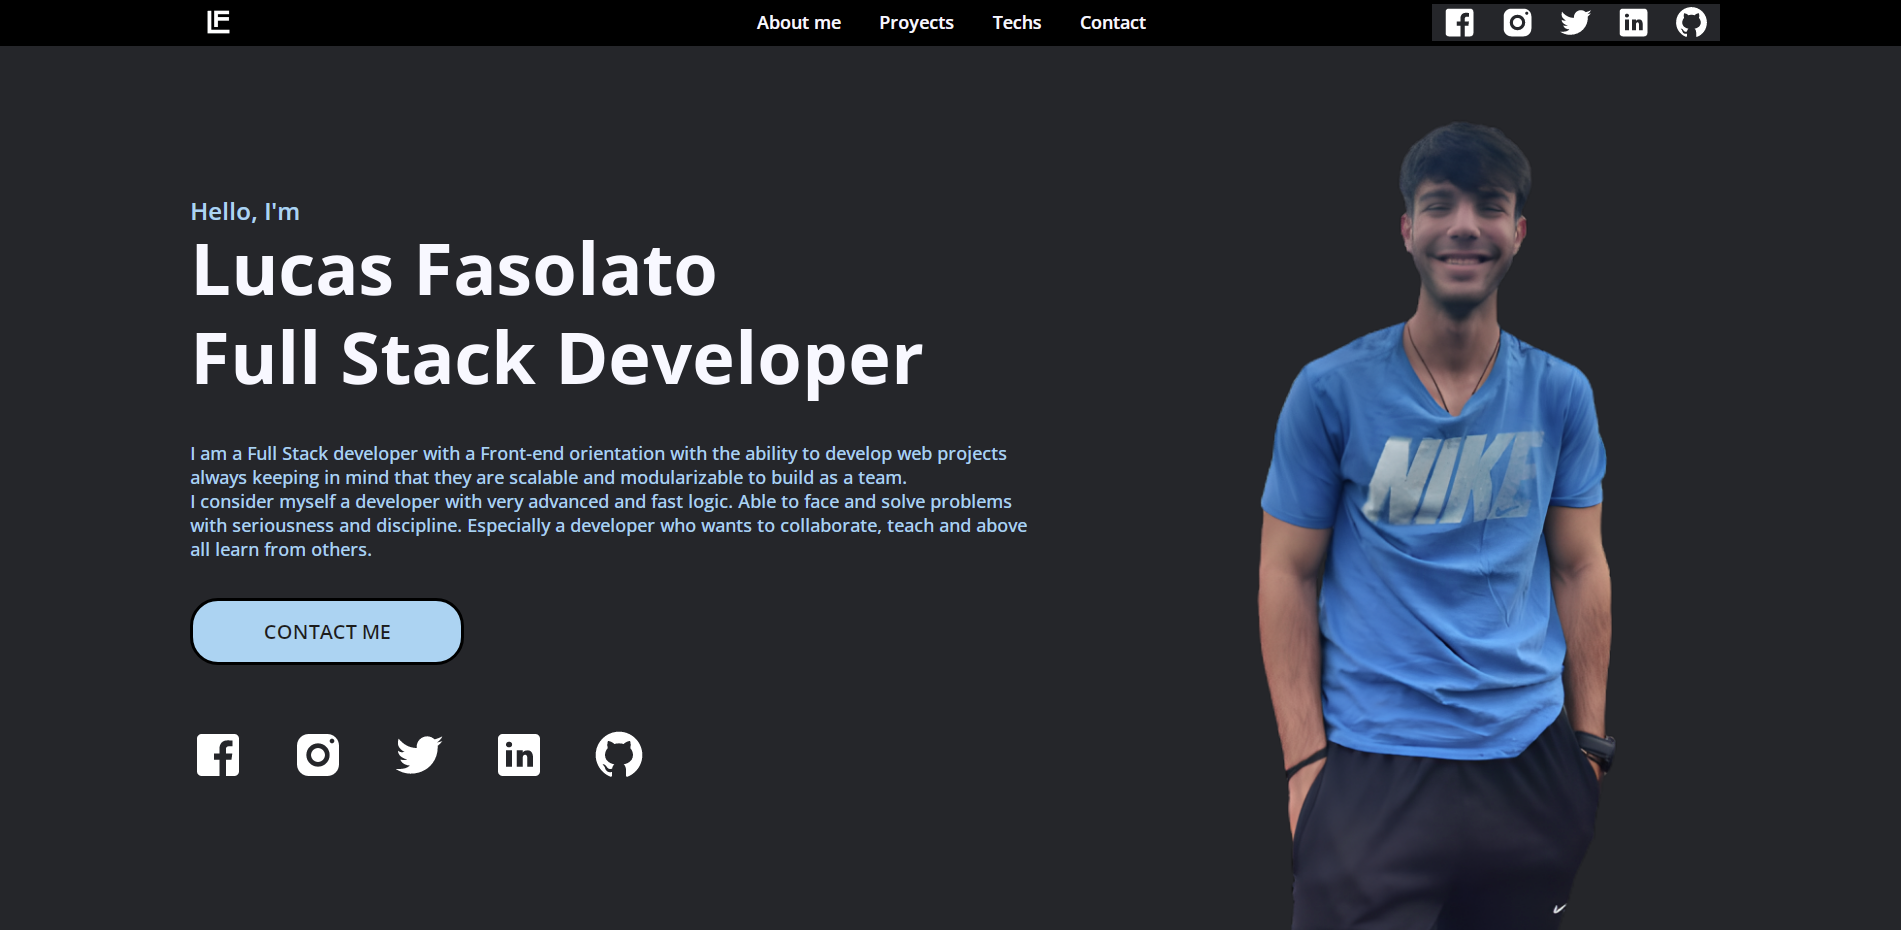 LF
About me
Proyects
Techs
Contact
Hello, I'm
Lucas Fasolato
Full Stack Developer
I am a Full Stack developer with a Front-end orientation with the ability to develop web projects
always keeping in mind that they are scalable and modularizable to build as a team.
I consider myself a developer with very advanced and fast logic. Able to face and solve problems
with seriousness and discipline. Especially a developer who wants to collaborate, teach and above
all learn from others.
CONTACT ME
NIKE